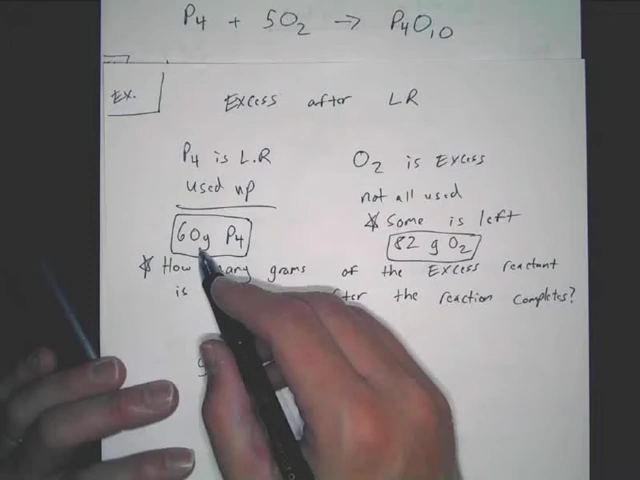 P4 + 5O2 → P4O10
EX.
Excess after LR
P4 is L.R
used up
60g P4
O2 is Excess
not all used
* Some is left
82 g O2
* How many grams of the Excess reactant
is the reaction completes?